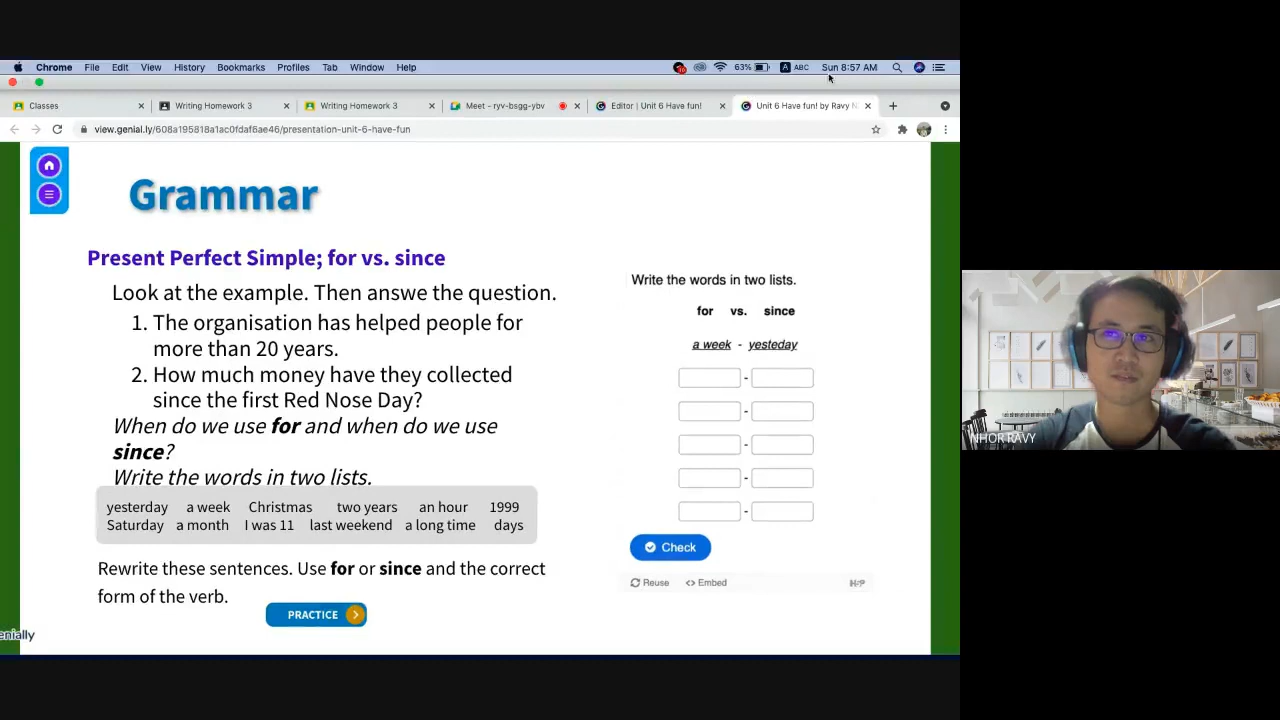 Chrome File Edit View History Bookmarks Profiles Tab Window Help
63% A ABC Sun 8:57 AM
Classes
Writing Homework 3
Writing Homework 3
Meet - ryv-bsgg-ybv
Editor | Unit 6 Have fun!
Unit 6 Have fun! by Ravy N
view.genial.ly/608a195818a1ac0fdaf6ae46/presentation-unit-6-have-fun
Grammar
Present Perfect Simple; for vs. since
Look at the example. Then answe the question.
1. The organisation has helped people for
more than 20 years.
2. How much money have they collected
since the first Red Nose Day?
When do we use for and when do we use
since?
Write the words in two lists.
yesterday a week Christmas two years an hour 1999
Saturday a month I was 11 last weekend a long time days
Rewrite these sentences. Use for or since and the correct
form of the verb.
PRACTICE
enially
Write the words in two lists.
for vs. since
a week - yesteday
-
-
-
-
-
Check
Reuse <> Embed H5P
NHOR RAVY